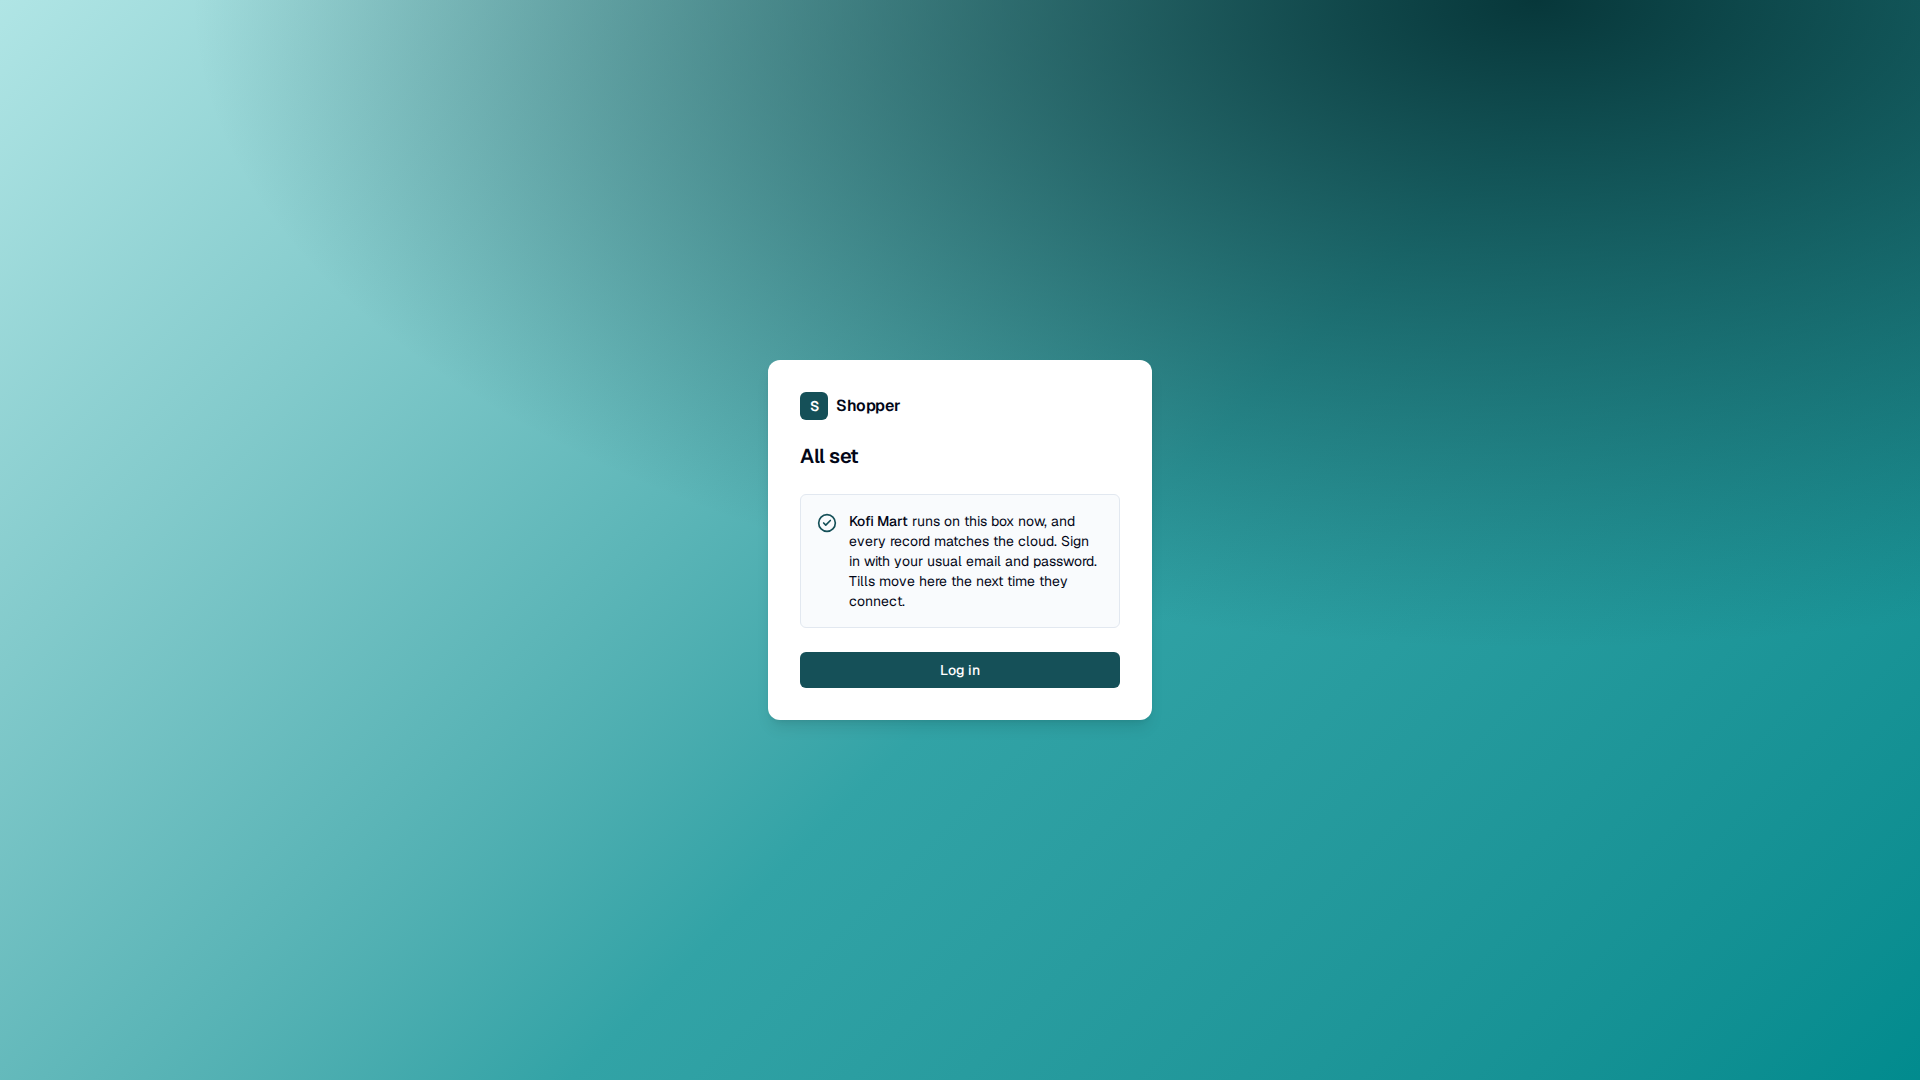 S Shopper
All set
Kofi Mart runs on this box now, and
every record matches the cloud. Sign
in with your usual email and password.
Tills move here the next time they
connect.
Log in